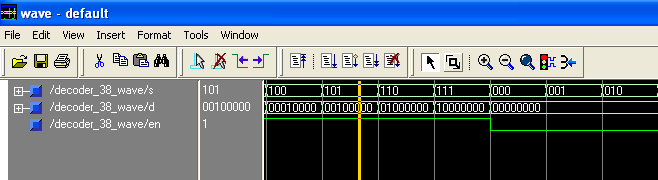 wave - default
File Edit View Insert Format Tools Window
/decoder_38_wave/s 101 100 101 110 111 000 001 010
/decoder_38_wave/d 00100000 00010000 00100000 01000000 10000000 00000000
/decoder_38_wave/en 1